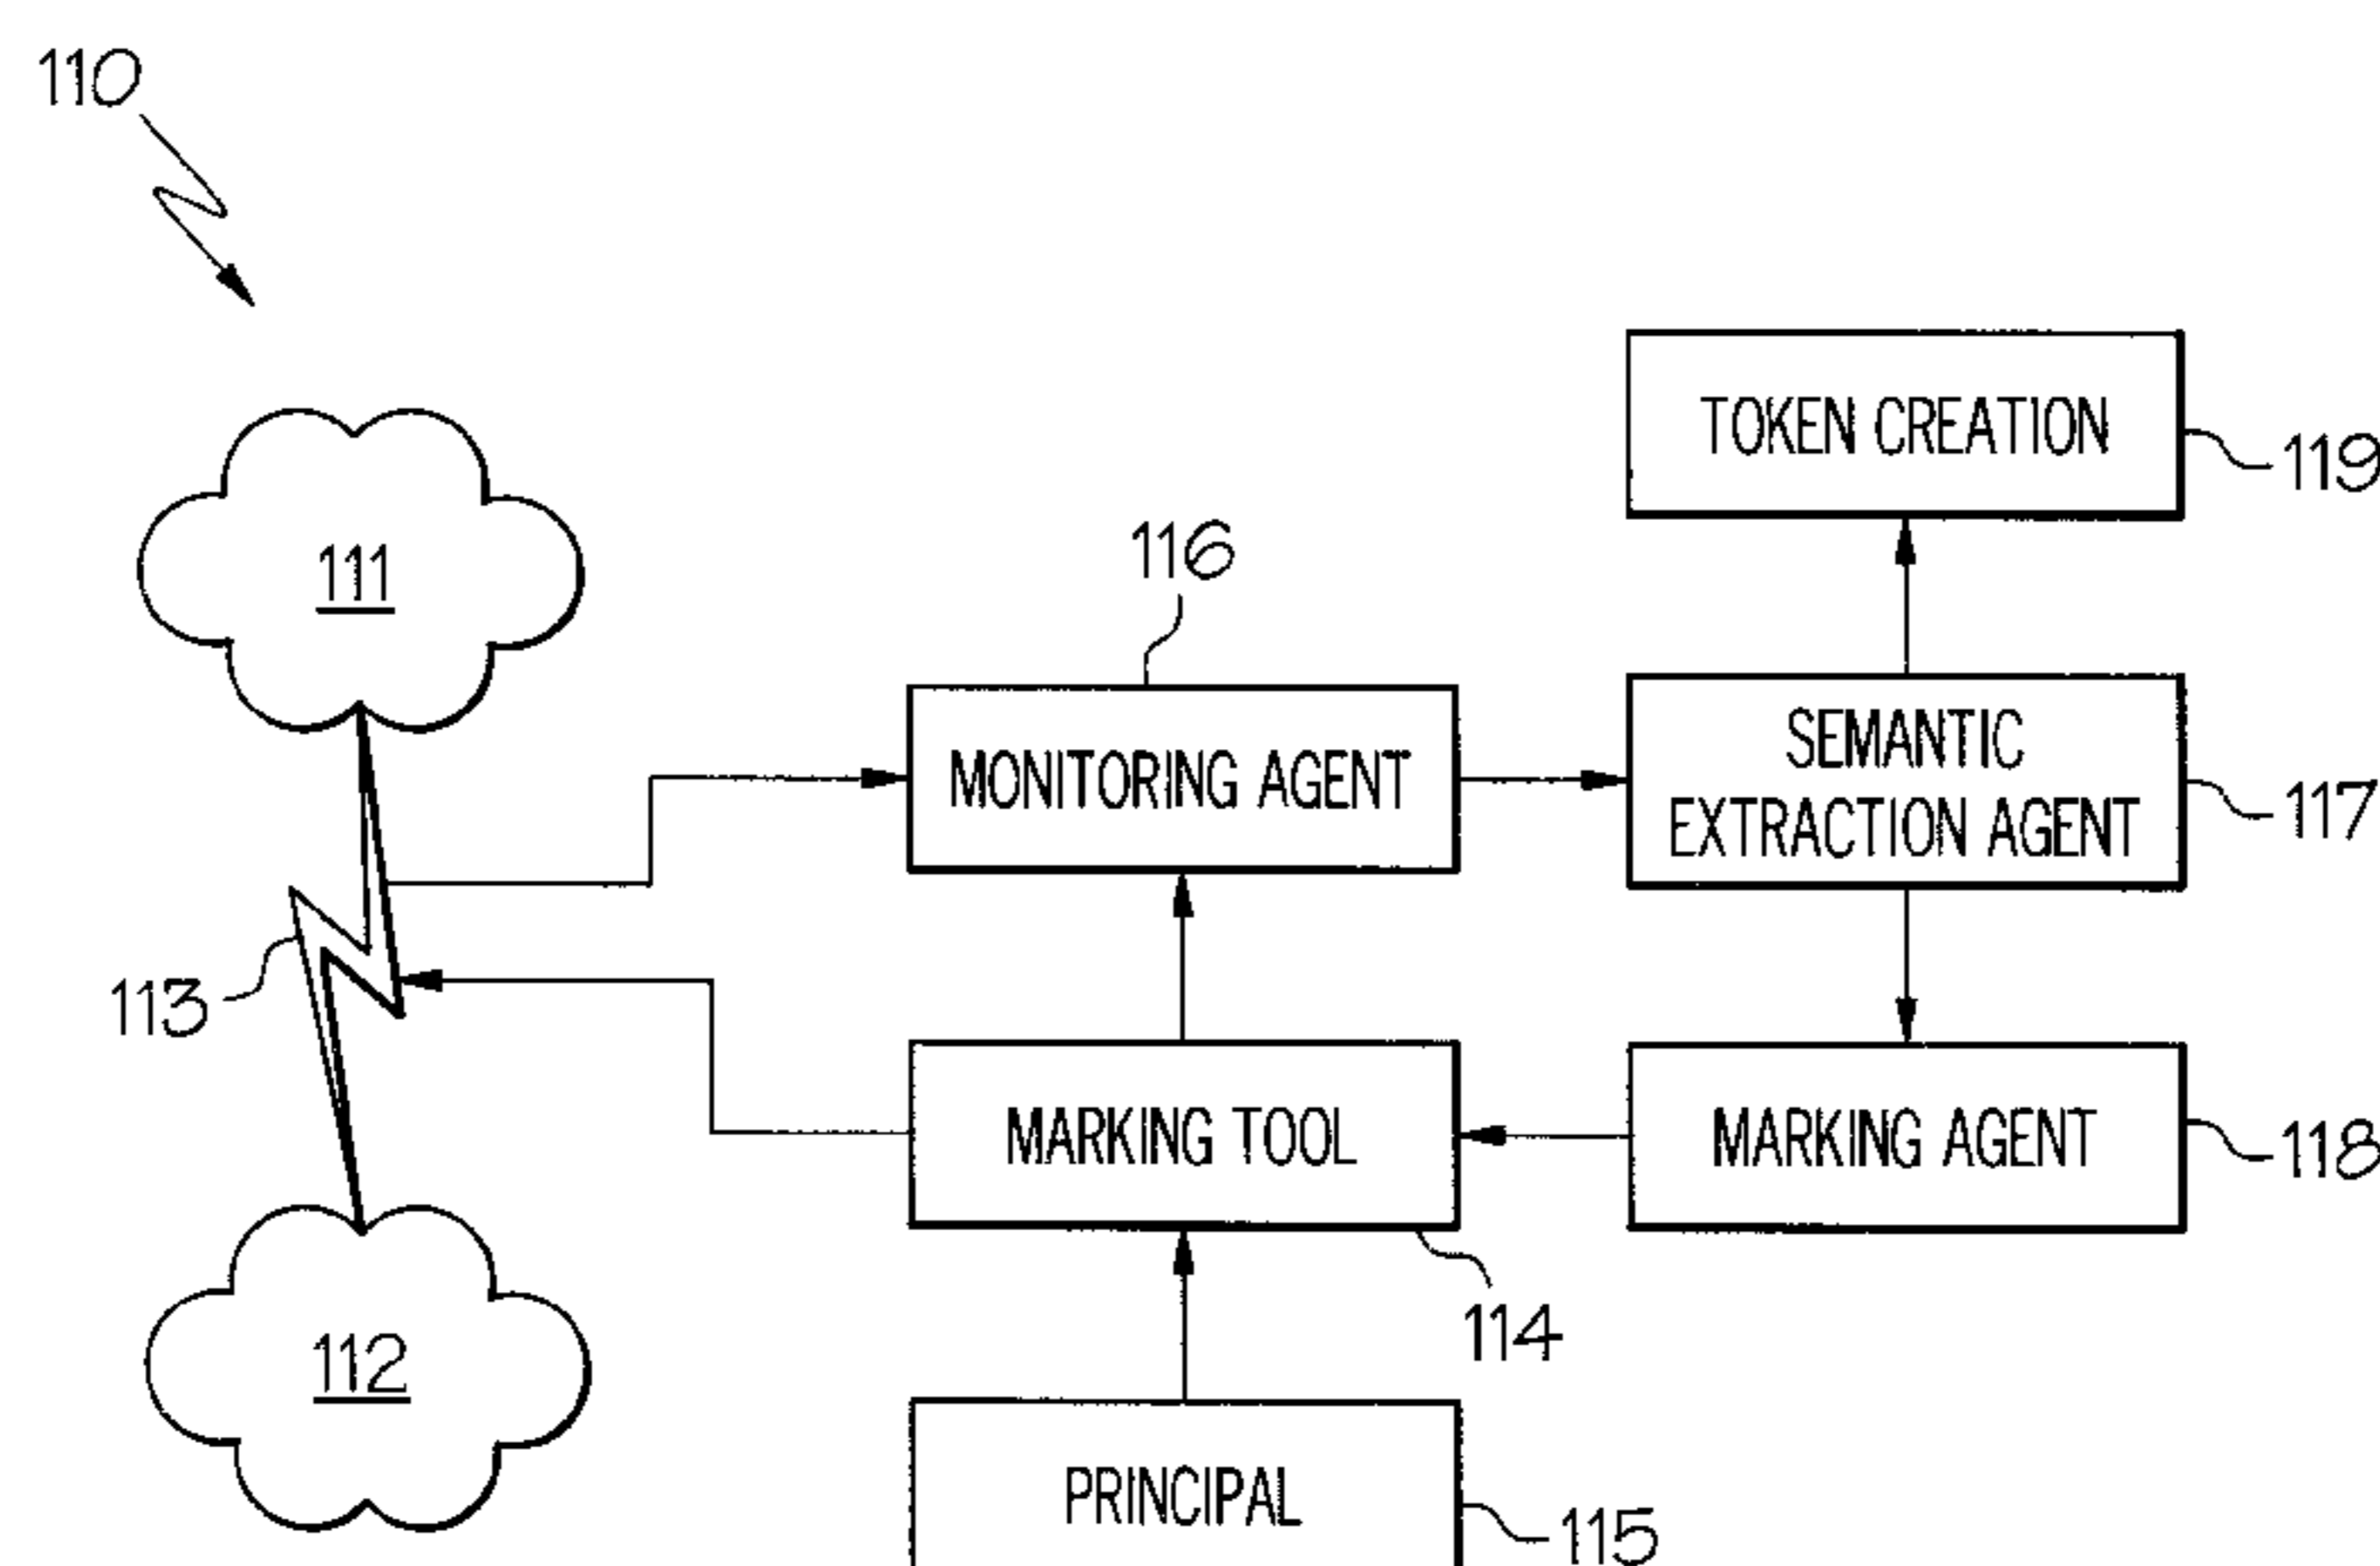 110
TOKEN CREATION
119
111
116
MONITORING AGENT
SEMANTIC
EXTRACTION AGENT
117
113
MARKING TOOL
MARKING AGENT
118
114
112
PRINCIPAL
115